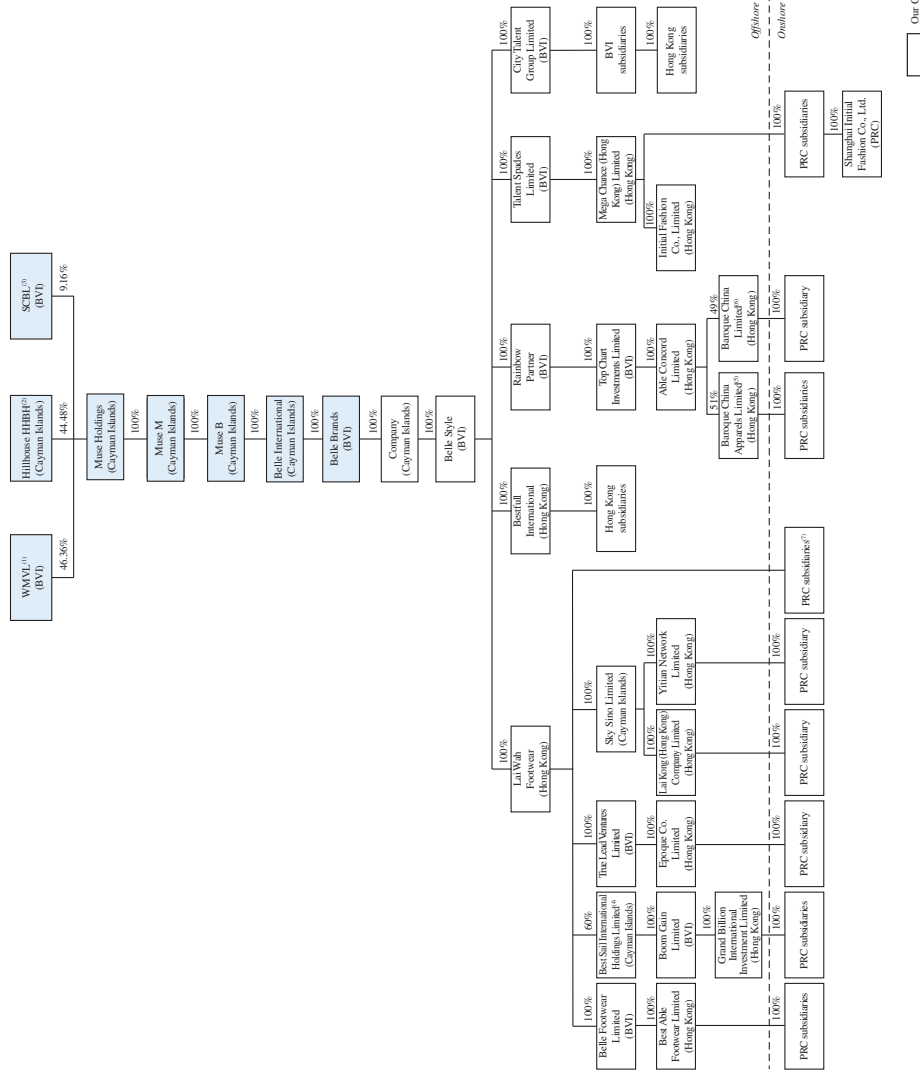 WMVL(1)
(BVI)
Hillhouse HHBH(2)
(Cayman Islands)
SCBL(3)
(BVI)
46.36%
44.48%
9.16%
Muse Holdings
(Cayman Islands)
100%
Muse M
(Cayman Islands)
100%
Muse B
(Cayman Islands)
100%
Belle International
(Cayman Islands)
100%
Belle Brands
(BVI)
100%
Company
(Cayman Islands)
100%
Belle Style
(BVI)
100%
Lai Wah
Footwear
(Hong Kong)
100%
Bestfull
International
(Hong Kong)
100%
Rainbow
Partner
(BVI)
100%
Talent Spades
Limited
(BVI)
100%
City Talent
Group Limited
(BVI)
100%
Belle Footwear
Limited
(BVI)
60%
Best Sail International
Holdings Limited(4)
(Cayman Islands)
100%
True Lead Ventures
Limited
(BVI)
100%
Sky Sino Limited
(Cayman Islands)
100%
Hong Kong
subsidiaries
100%
Top Chart
Investments Limited
(BVI)
100%
Mega Chance (Hong
Kong) Limited
(Hong Kong)
100%
BVI
subsidiaries
100%
Best Able
Footwear Limited
(Hong Kong)
100%
Boom Gain
Limited
(BVI)
100%
Epoque Co.
Limited
(Hong Kong)
100%
Lai Kong (Hong Kong)
Company Limited
(Hong Kong)
100%
Yitian Network
Limited
(Hong Kong)
100%
Able Concord
Limited
(Hong Kong)
100%
Initial Fashion
Co., Limited
(Hong Kong)
100%
Hong Kong
subsidiaries
100%
Grand Billion
International
Investment Limited
(Hong Kong)
51%
Baroque China
Apparels Limited(5)
(Hong Kong)
49%
Baroque China
Limited(6)
(Hong Kong)
Offshore
Onshore
100%
PRC subsidiaries
100%
PRC subsidiaries
100%
PRC subsidiary
100%
PRC subsidiary
100%
PRC subsidiary
PRC subsidiaries(7)
100%
PRC subsidiaries
100%
PRC subsidiary
100%
PRC subsidiaries
100%
Shanghai Initial
Fashion Co., Ltd.
(PRC)
Our